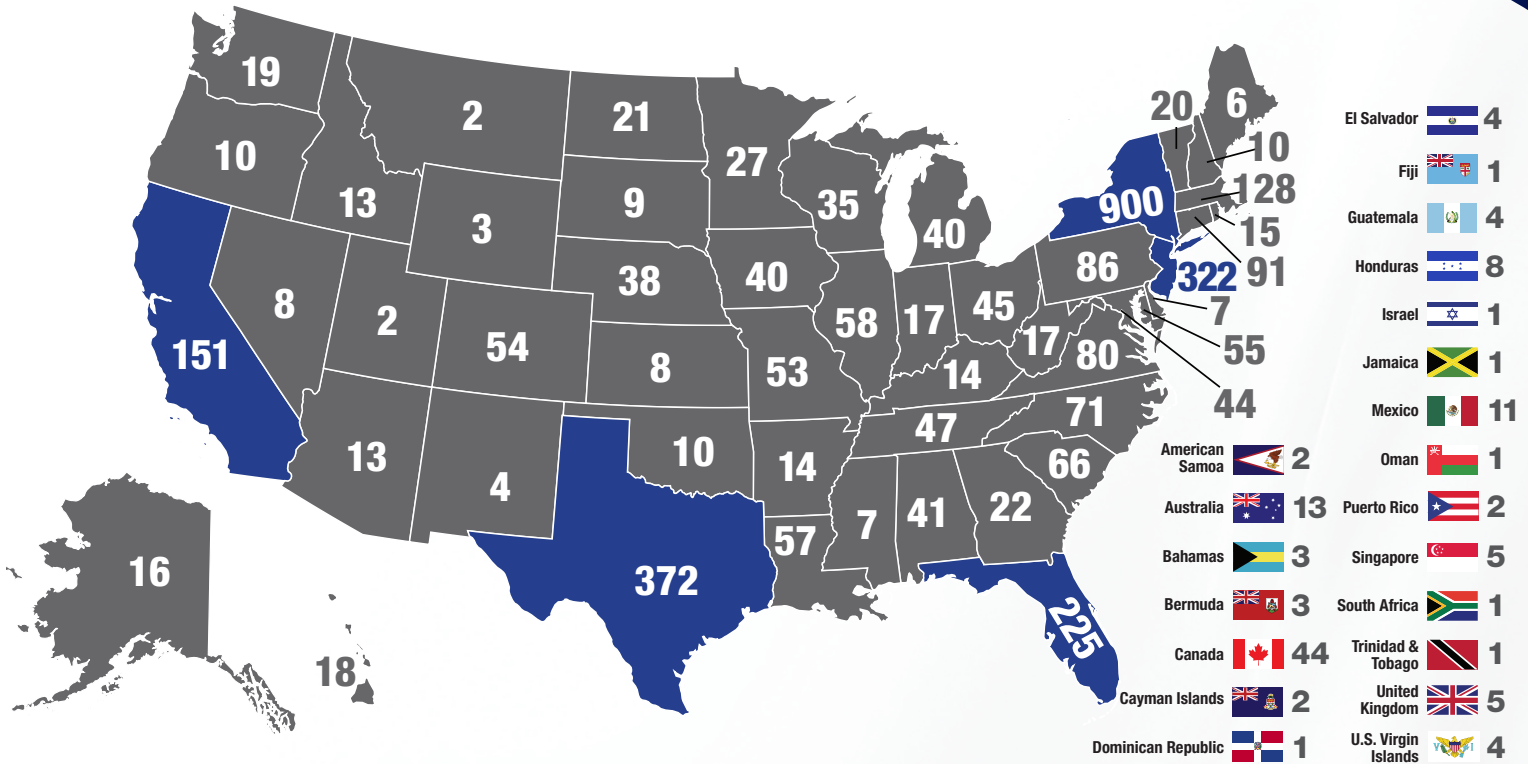 19
2
21
27
20
6
10
10
13
3
9
35
40
900
128
15
91
322
86
7
55
44
8
2
54
38
40
58
17
45
17
80
151
8
53
14
71
13
4
10
14
47
66
57
7
41
22
372
225
16
18
El Salvador 4
Fiji 1
Guatemala 4
Honduras 8
Israel 1
Jamaica 1
Mexico 11
Oman 1
Puerto Rico 2
Singapore 5
South Africa 1
Trinidad &
Tobago 1
United
Kingdom 5
U.S. Virgin
Islands 4
V I
American
Samoa 2
Australia 13
Bahamas 3
Bermuda 3
Canada 44
Cayman Islands 2
Dominican Republic 1